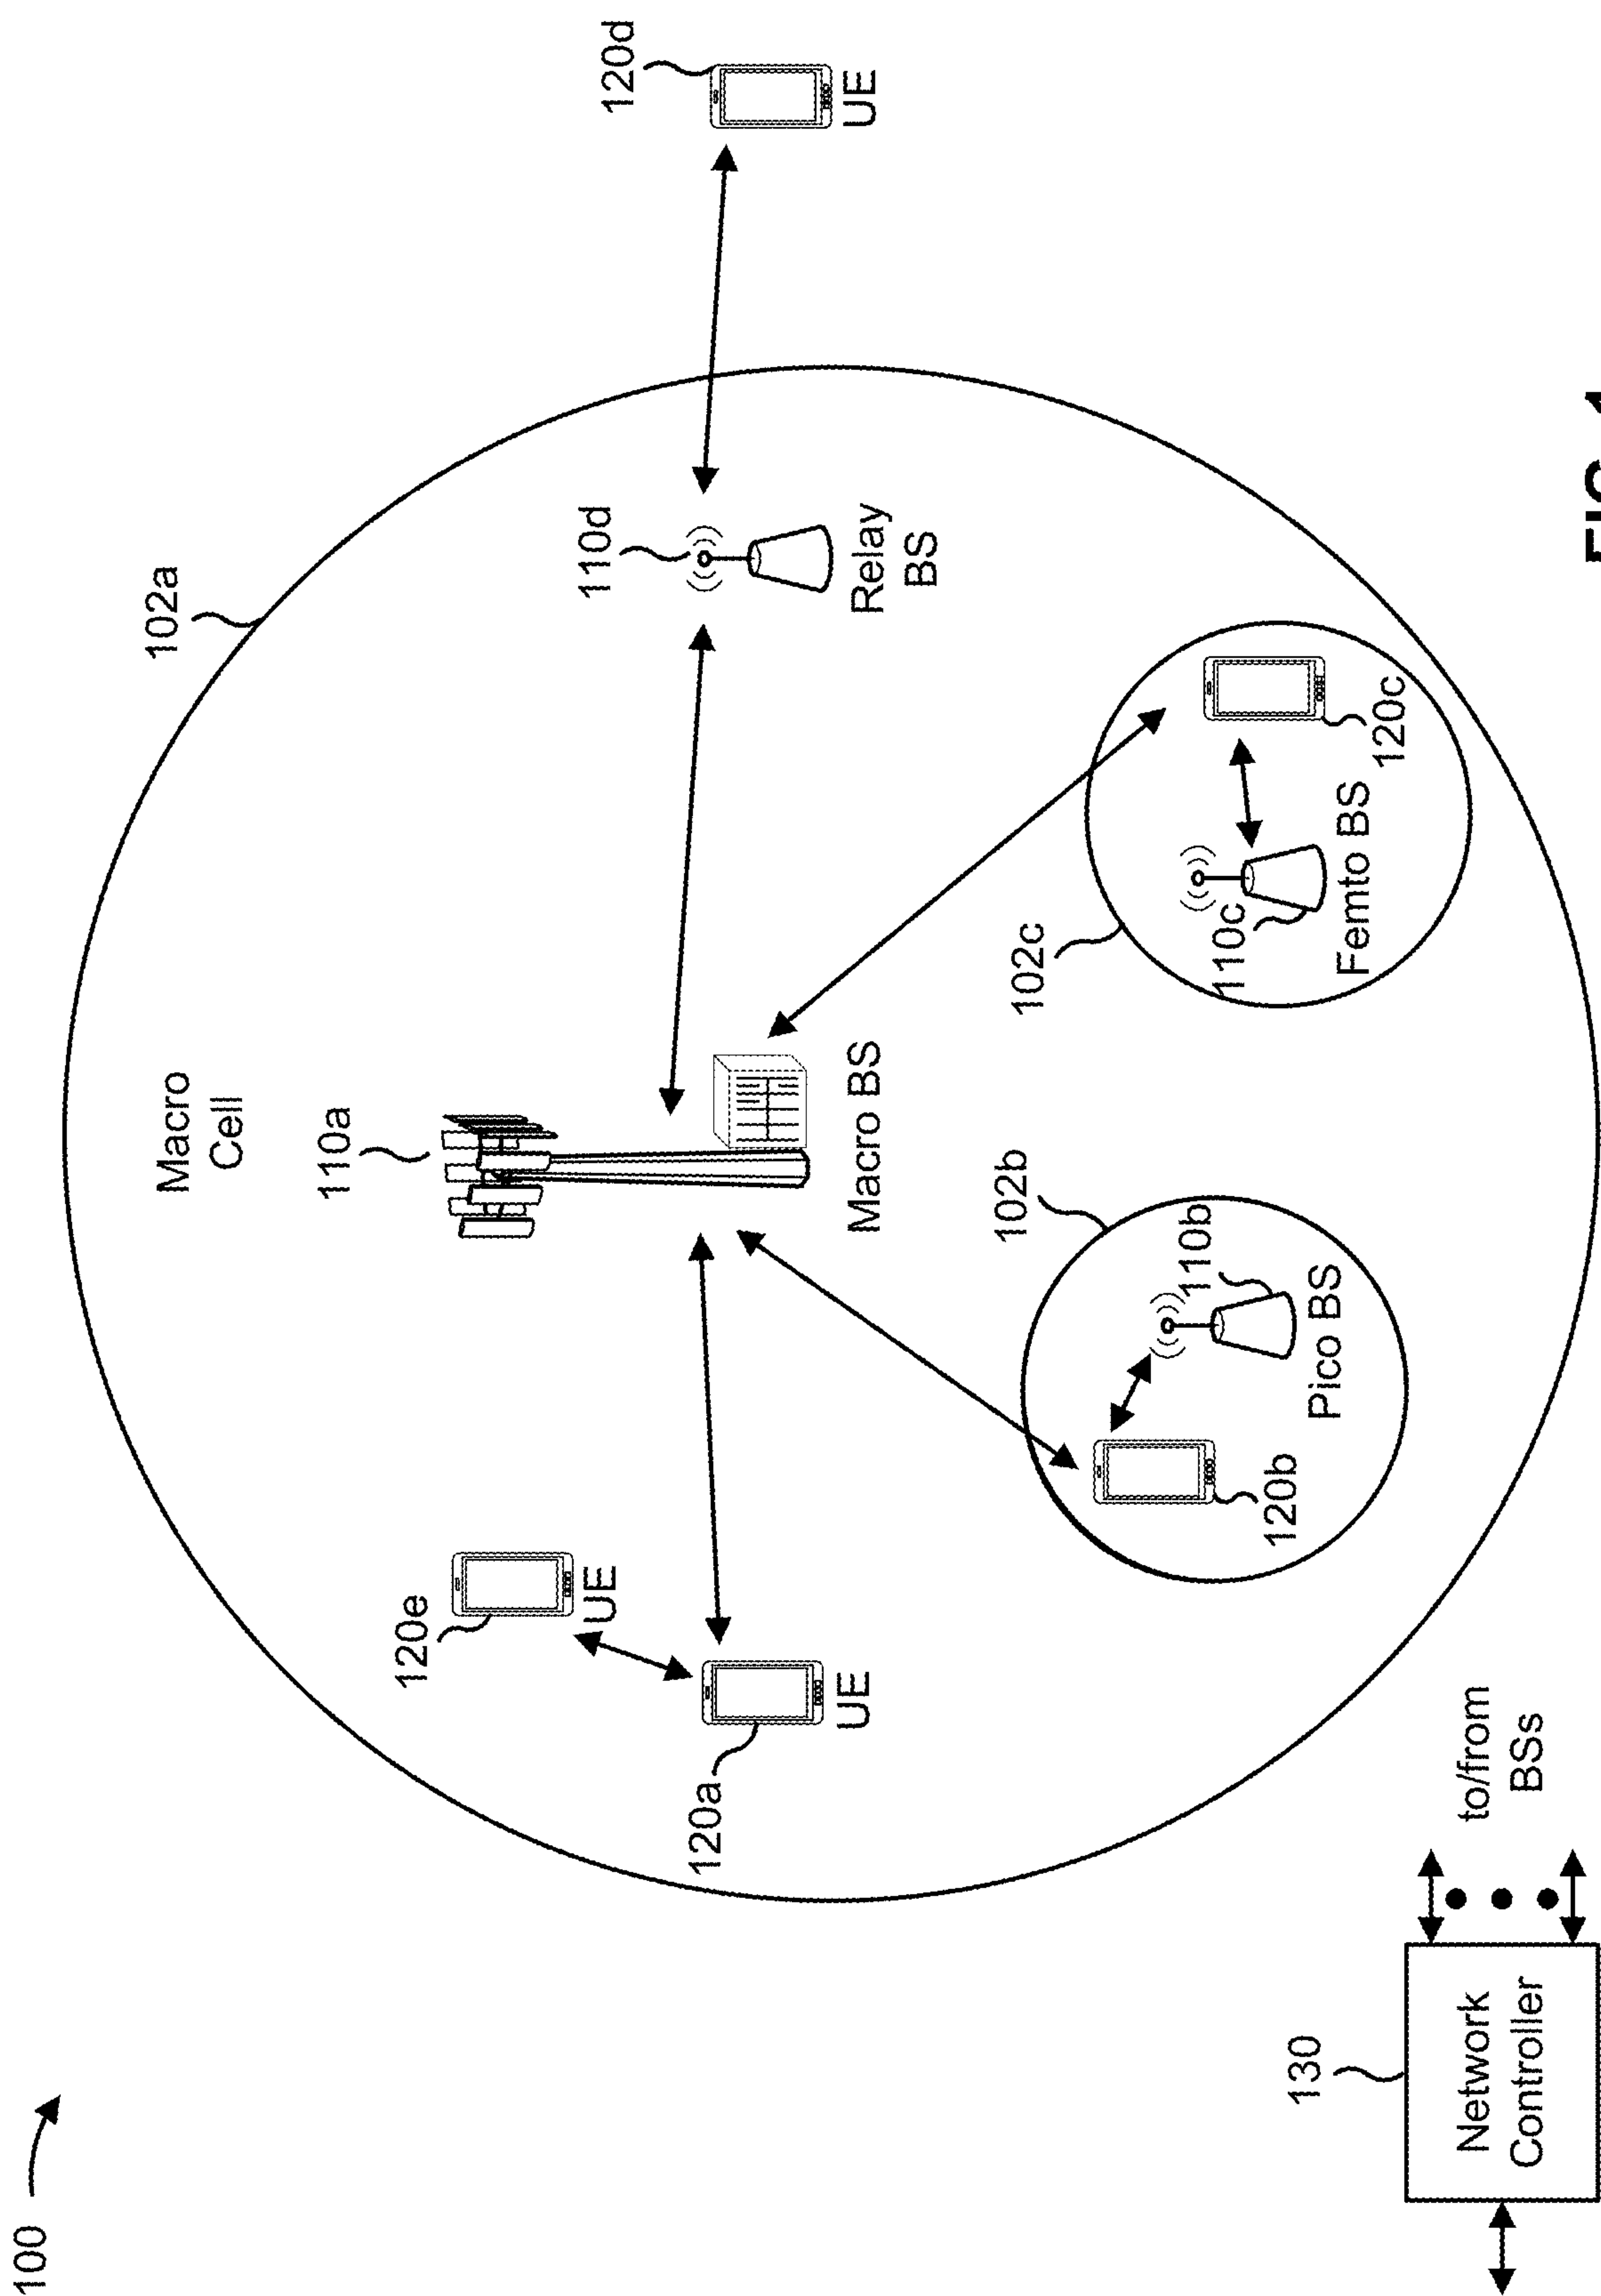 100
102a
Macro
Cell
110a
120e
110d
UE
120d
120a
UE
Macro BS
UE
Relay
BS
102b
102c
110b
110c
120b
130
Pico BS
Femto BS
120c
Network
Controller
to/from
BSs